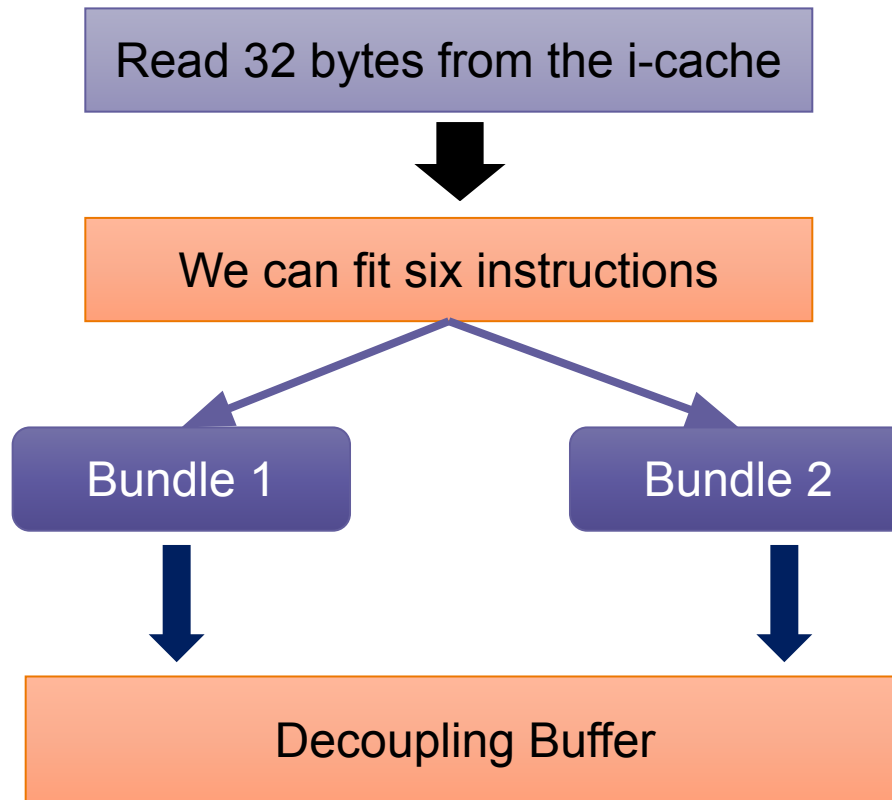 Read 32 bytes from the i-cache
We can fit six instructions
Bundle 1
Bundle 2
Decoupling Buffer